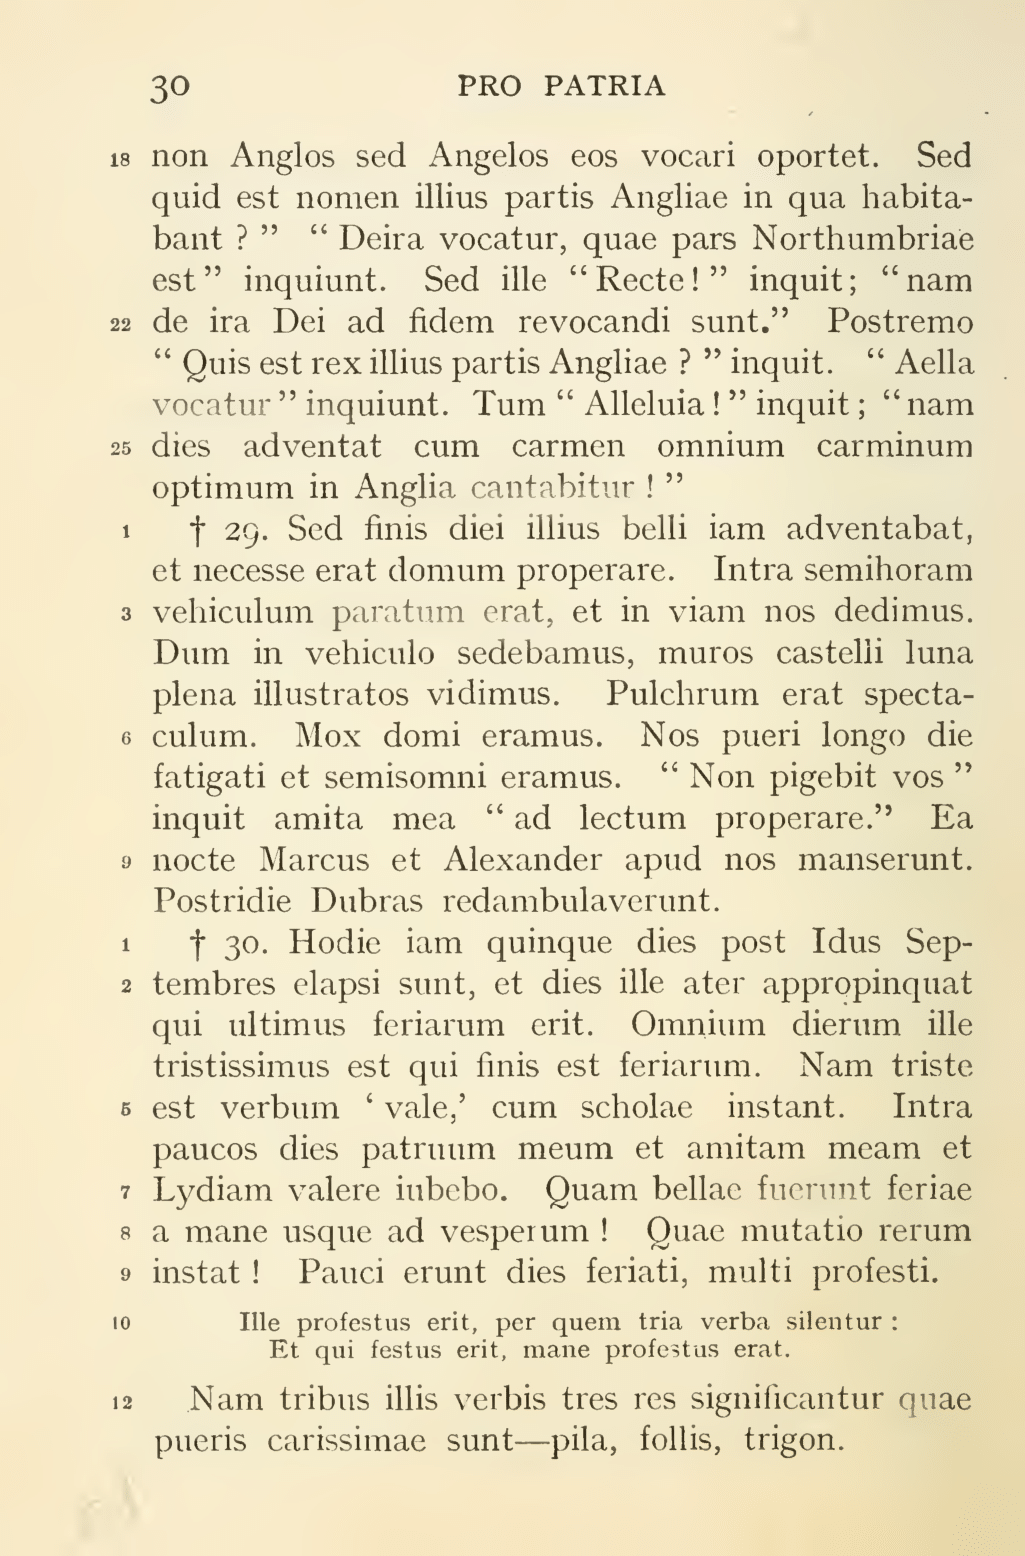 30 PRO PATRIA
18 non Anglos sed Angelos eos vocari oportet. Sed
quid est nomen illius partis Angliae in qua habita-
bant ? ” “ Deira vocatur, quae pars Northumbriae
est ” inquiunt. Sed ille “ Recte! ” inquit; “ nam
22 de ira Dei ad fidem revocandi sunt.” Postremo
“ Quis est rex illius partis Angliae ? ” inquit. “ Aella
vocatur ” inquiunt. Tum “ Alleluia ! ” inquit ; “ nam
25 dies adventat cum carmen omnium carminum
optimum in Anglia cantabitur ! ”
1 † 29. Sed finis diei illius belli iam adventabat,
et necesse erat domum properare. Intra semihoram
3 vehiculum paratum erat, et in viam nos dedimus.
Dum in vehiculo sedebamus, muros castelli luna
plena illustratos vidimus. Pulchrum erat specta-
6 culum. Mox domi eramus. Nos pueri longo die
fatigati et semisomni eramus. “ Non pigebit vos ”
inquit amita mea “ ad lectum properare.” Ea
9 nocte Marcus et Alexander apud nos manserunt.
Postridie Dubras redambulaverunt.
1 † 30. Hodie iam quinque dies post Idus Sep-
2 tembres elapsi sunt, et dies ille ater appropinquat
qui ultimus feriarum erit. Omnium dierum ille
tristissimus est qui finis est feriarum. Nam triste
5 est verbum ‘ vale,’ cum scholae instant. Intra
paucos dies patruum meum et amitam meam et
7 Lydiam valere iubebo. Quam bellae fuerunt feriae
8 a mane usque ad vesperum ! Quae mutatio rerum
9 instat ! Pauci erunt dies feriati, multi profesti.
10 Ille profestus erit, per quem tria verba silentur :
Et qui festus erit, mane profestus erat.
12 Nam tribus illis verbis tres res significantur quae
pueris carissimae sunt—pila, follis, trigon.